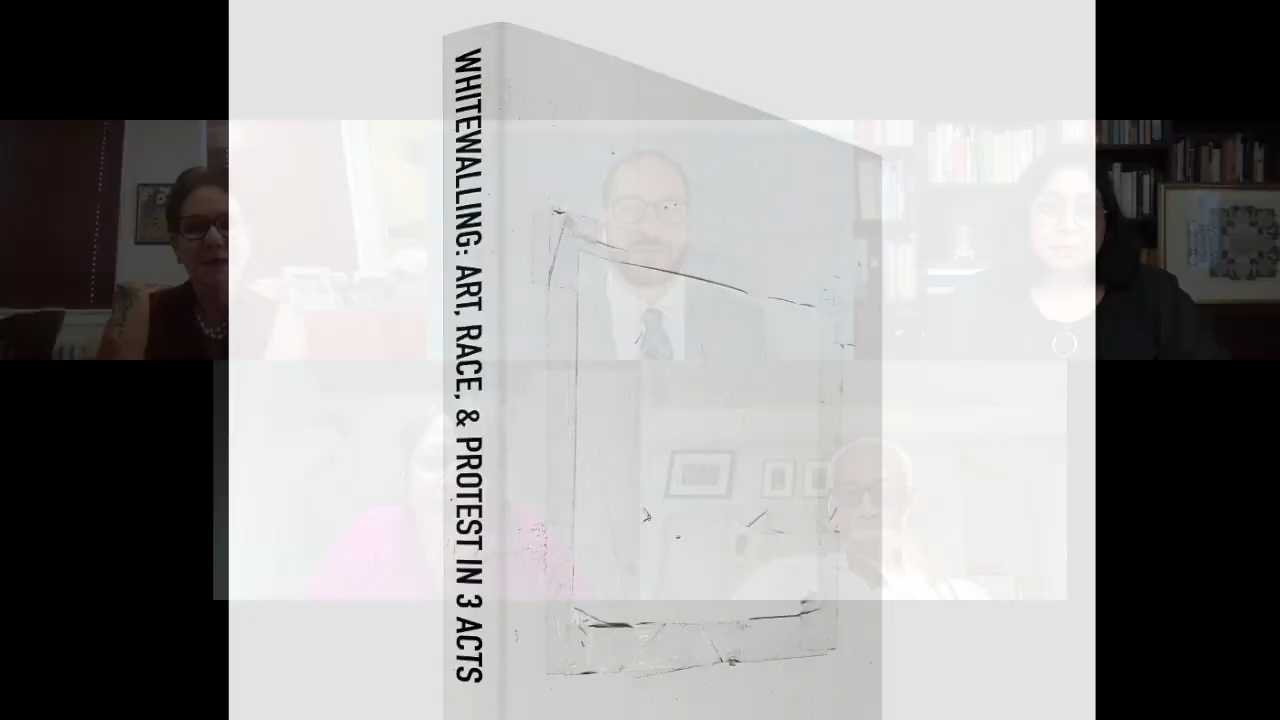 WHITEWALLING: ART, RACE, & PROTEST IN 3 ACTS